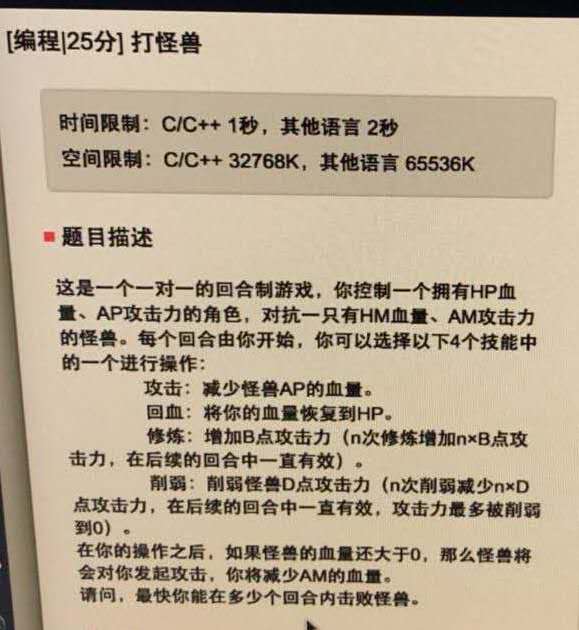 [编程|25分] 打怪兽
时间限制：C/C++ 1秒，其他语言 2秒
空间限制：C/C++ 32768K，其他语言 65536K
题目描述
这是一个一对一的回合制游戏，你控制一个拥有HP血
量、AP攻击力的角色，对抗一只有HM血量、AM攻击力
的怪兽。每个回合由你开始，你可以选择以下4个技能中
的一个进行操作：
攻击：减少怪兽AP的血量。
回血：将你的血量恢复到HP。
修炼：增加B点攻击力（n次修炼增加n×B点攻
击力，在后续的回合中一直有效）。
削弱：削弱怪兽D点攻击力（n次削弱减少n×D
点攻击力，在后续的回合中一直有效，攻击力最多被削弱
到0）。
在你的操作之后，如果怪兽的血量还大于0，那么怪兽将
会对你发起攻击，你将减少AM的血量。
请问，最快你能在多少个回合内击败怪兽。